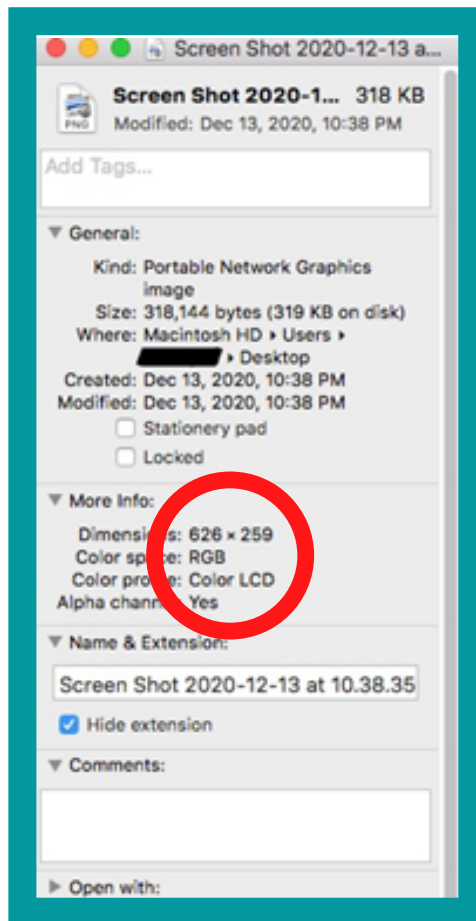 Screen Shot 2020-12-13 a...
Screen Shot 2020-1... 318 KB
PNG
Modified: Dec 13, 2020, 10:38 PM
Add Tags...
General:
Kind: Portable Network Graphics
image
Size: 318,144 bytes (319 KB on disk)
Where: Macintosh HD ▸ Users ▸
▸ Desktop
Created: Dec 13, 2020, 10:38 PM
Modified: Dec 13, 2020, 10:38 PM
Stationery pad
Locked
More Info:
Dimensions: 626 × 259
Color space: RGB
Color profile: Color LCD
Alpha channel: Yes
Name & Extension:
Screen Shot 2020-12-13 at 10.38.35
Hide extension
Comments:
Open with: